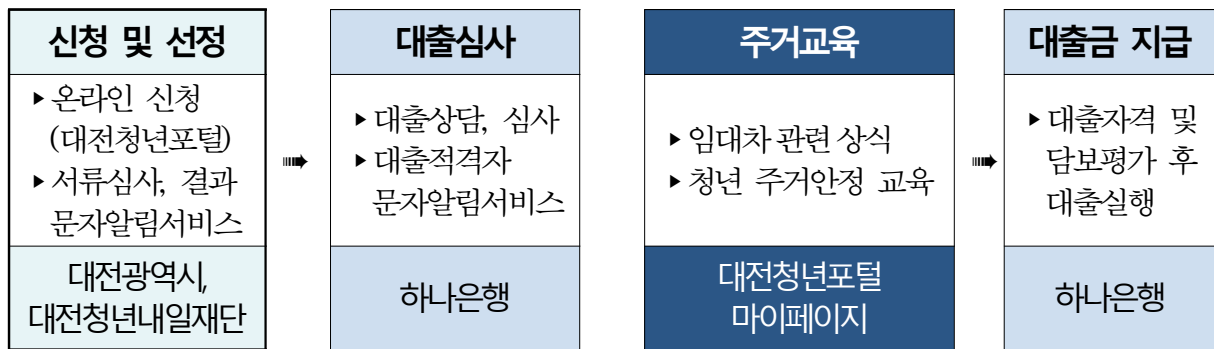 신청 및 선정
▸온라인 신청
(대전청년포털)
▸서류심사, 결과
문자알림서비스
대전광역시,
대전청년내일재단
➠
대출심사
▸대출상담, 심사
▸대출적격자
문자알림서비스
하나은행
주거교육
▸임대차 관련 상식
▸청년 주거안정 교육
대전청년포털
마이페이지
➠
대출금 지급
▸대출자격 및
담보평가 후
대출실행
하나은행